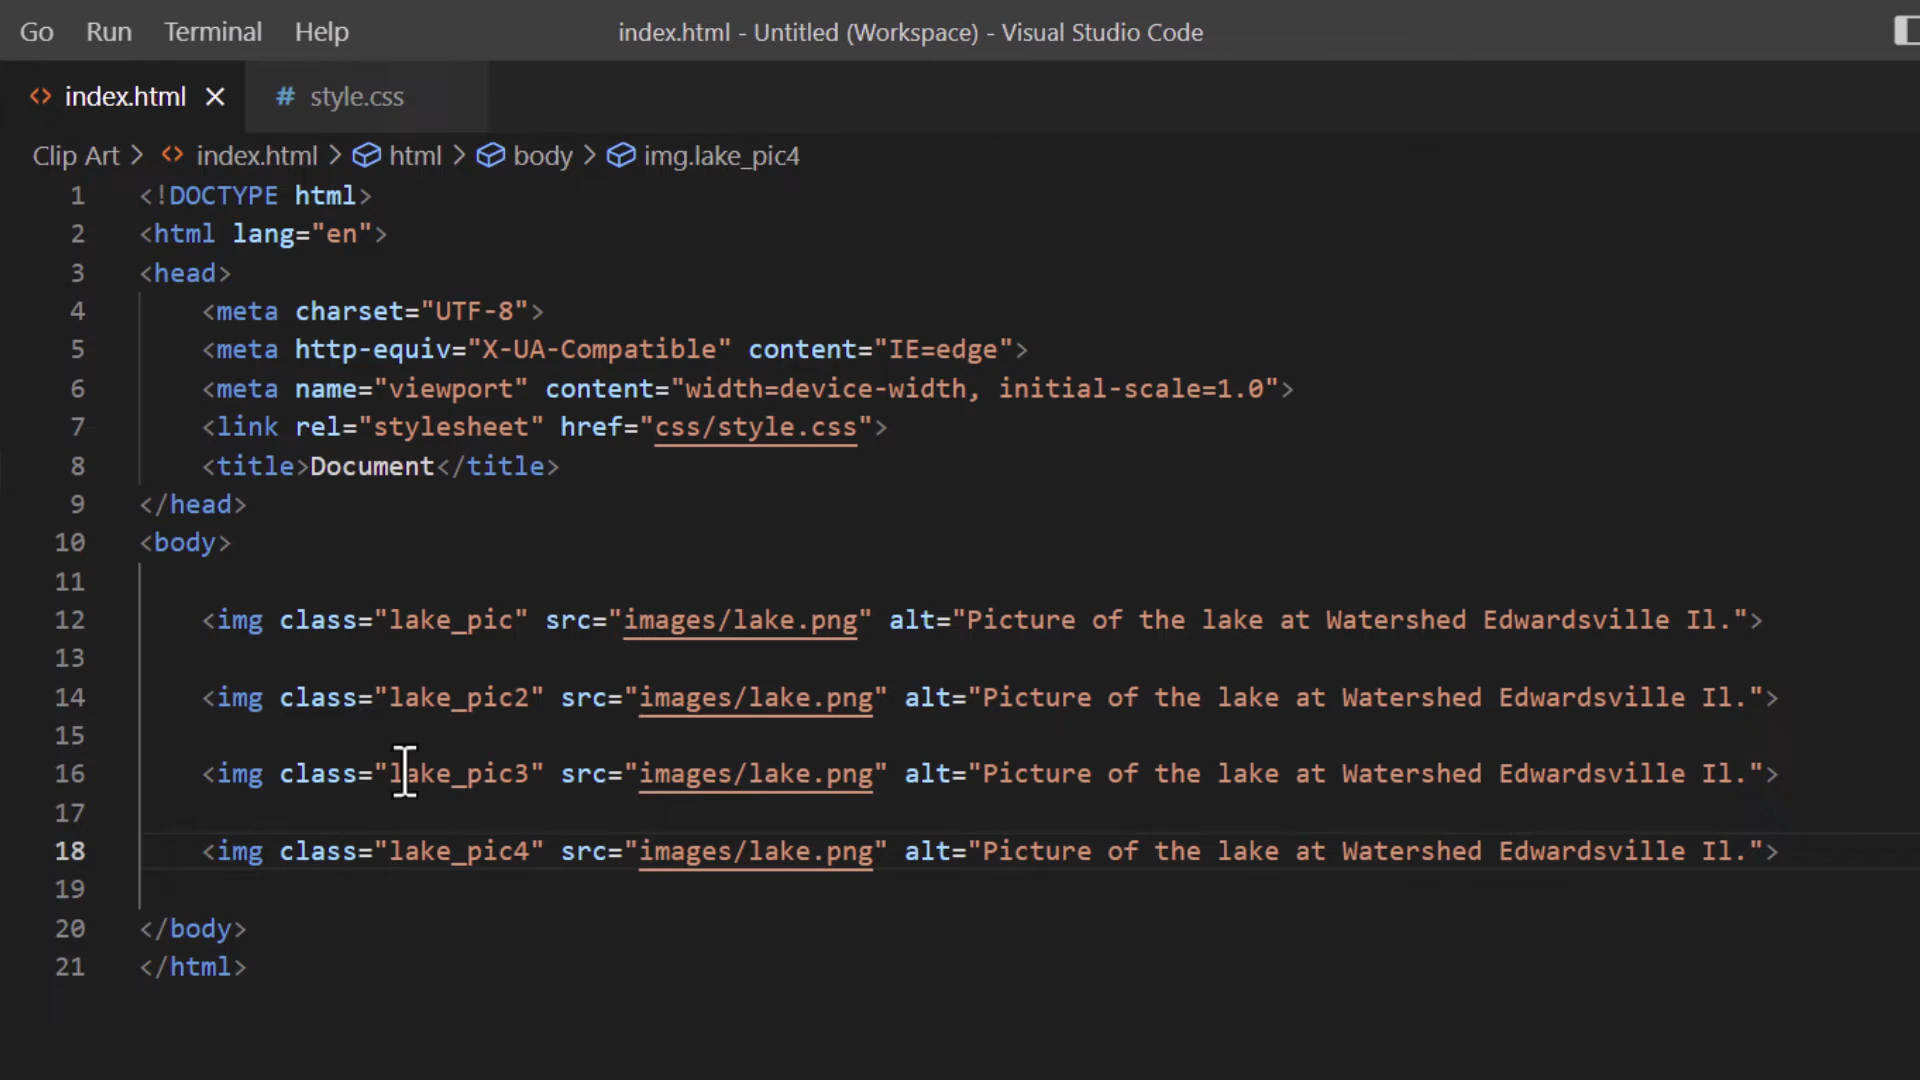 Go Run Terminal Help index.html - Untitled (Workspace) - Visual Studio Code
index.html # style.css
Clip Art > index.html > html > body > img.lake_pic4
1 <!DOCTYPE html>
2 <html lang="en">
3 <head>
4 <meta charset="UTF-8">
5 <meta http-equiv="X-UA-Compatible" content="IE=edge">
6 <meta name="viewport" content="width=device-width, initial-scale=1.0">
7 <link rel="stylesheet" href="css/style.css">
8 <title>Document</title>
9 </head>
10 <body>
11
12 <img class="lake_pic" src="images/lake.png" alt="Picture of the lake at Watershed Edwardsville Il.">
13
14 <img class="lake_pic2" src="images/lake.png" alt="Picture of the lake at Watershed Edwardsville Il.">
15
16 <img class="lake_pic3" src="images/lake.png" alt="Picture of the lake at Watershed Edwardsville Il.">
17
18 <img class="lake_pic4" src="images/lake.png" alt="Picture of the lake at Watershed Edwardsville Il.">
19
20 </body>
21 </html>